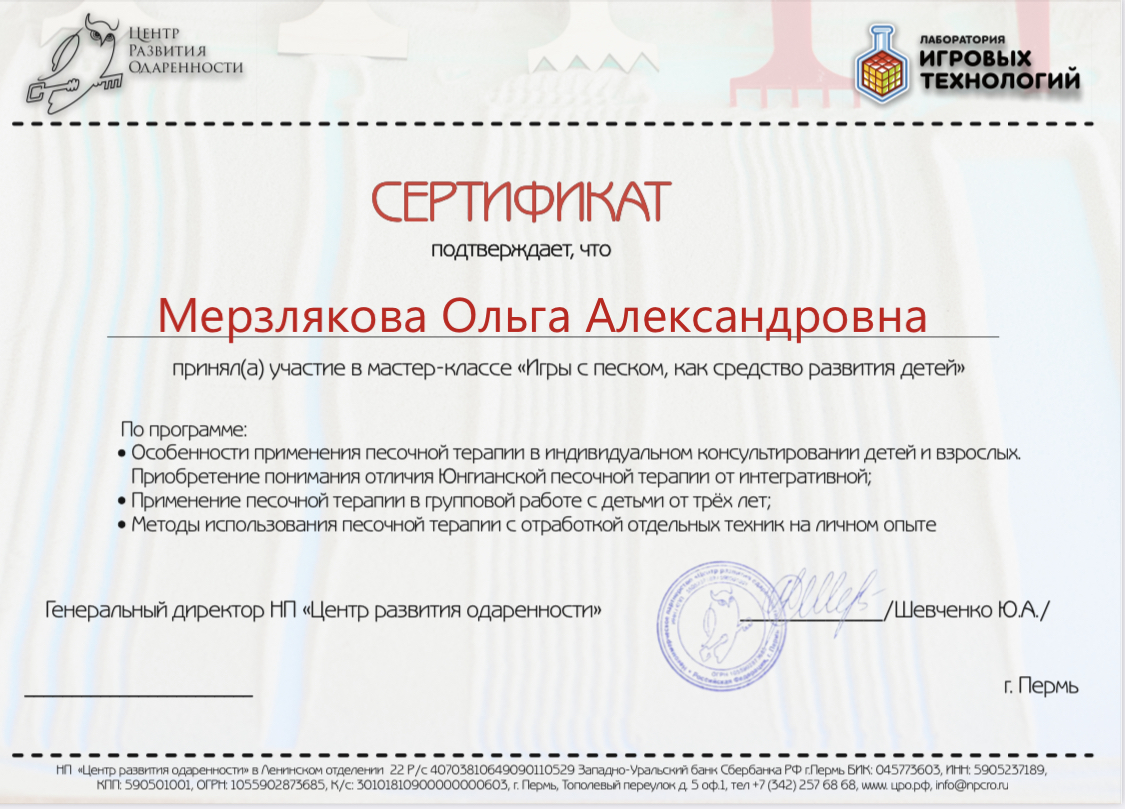 Центр
Развития
Одаренности
ЛАБОРАТОРИЯ
ИГРОВЫХ
ТЕХНОЛОГИЙ
СЕРТИФИКАТ
подтверждает, что
Мерзлякова Ольга Александровна
принял(а) участие в мастер-классе «Игры с песком, как средство развития детей»
По программе:
• Особенности применения песочной терапии в индивидуальном консультировании детей и взрослых.
Приобретение понимания отличия Юнгианской песочной терапии от интегративной;
• Применение песочной терапии в групповой работе с детьми от трёх лет;
• Методы использования песочной терапии с отработкой отдельных техник на личном опыте
Генеральный директор НП «Центр развития одаренности» /Шевченко Ю.А./
г. Пермь
НП «Центр развития одаренности» в Ленинском отделении 22 Р/с 40703810649090110529 Западно-Уральский банк Сбербанка РФ г.Пермь БИК: 045773603, ИНН: 5905237189,
КПП: 590501001, ОГРН: 1055902873685, К/с: 30101810900000000603, г. Пермь, Тополевый переулок д. 5 оф.1, тел +7 (342) 257 68 68, www. цро.рф, info@npcro.ru